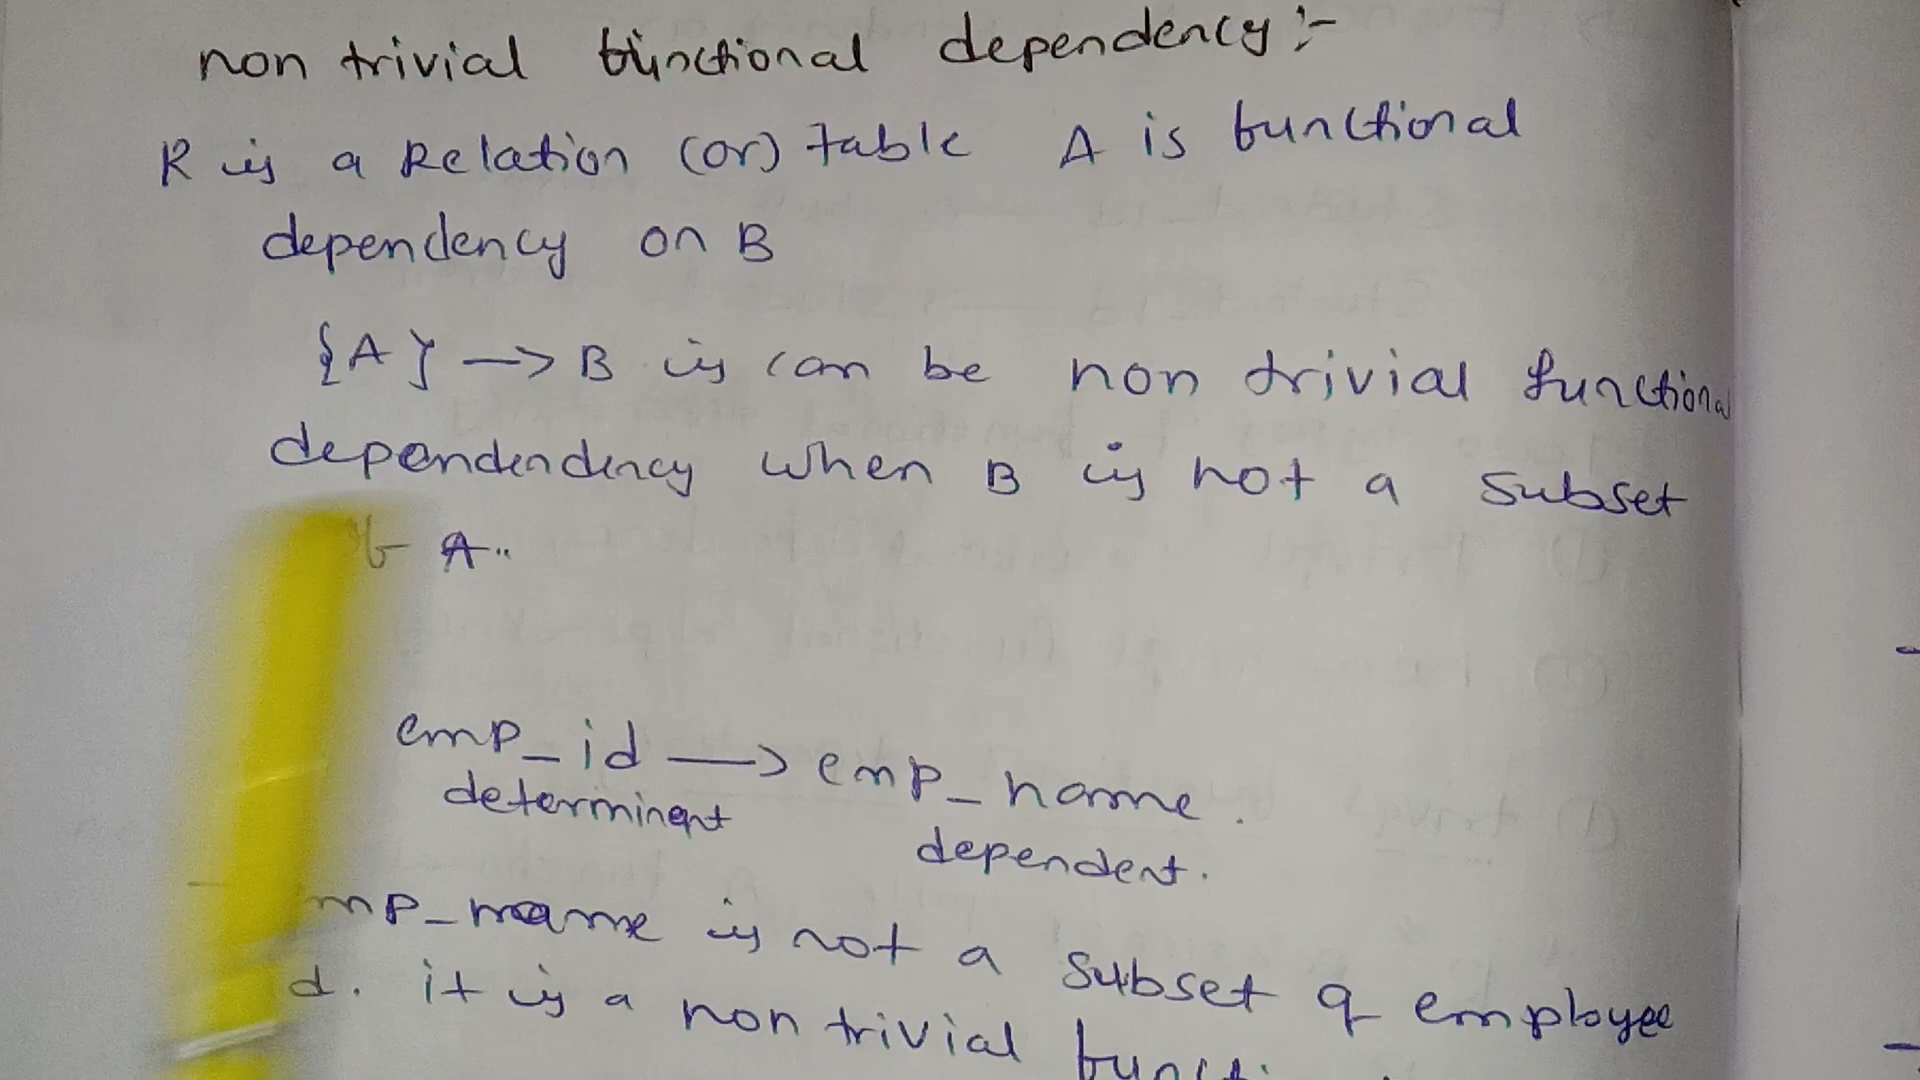 non trivial functional dependency :-
R is a Relation (or) table A is functional
dependency on B
{A} -> B is can be non trivial functional
dependendency when B is not a subset
A..
emp_id -> emp_name.
determinent
dependent.
mp_name is not a subset of employee
d. it is a non trivial functi